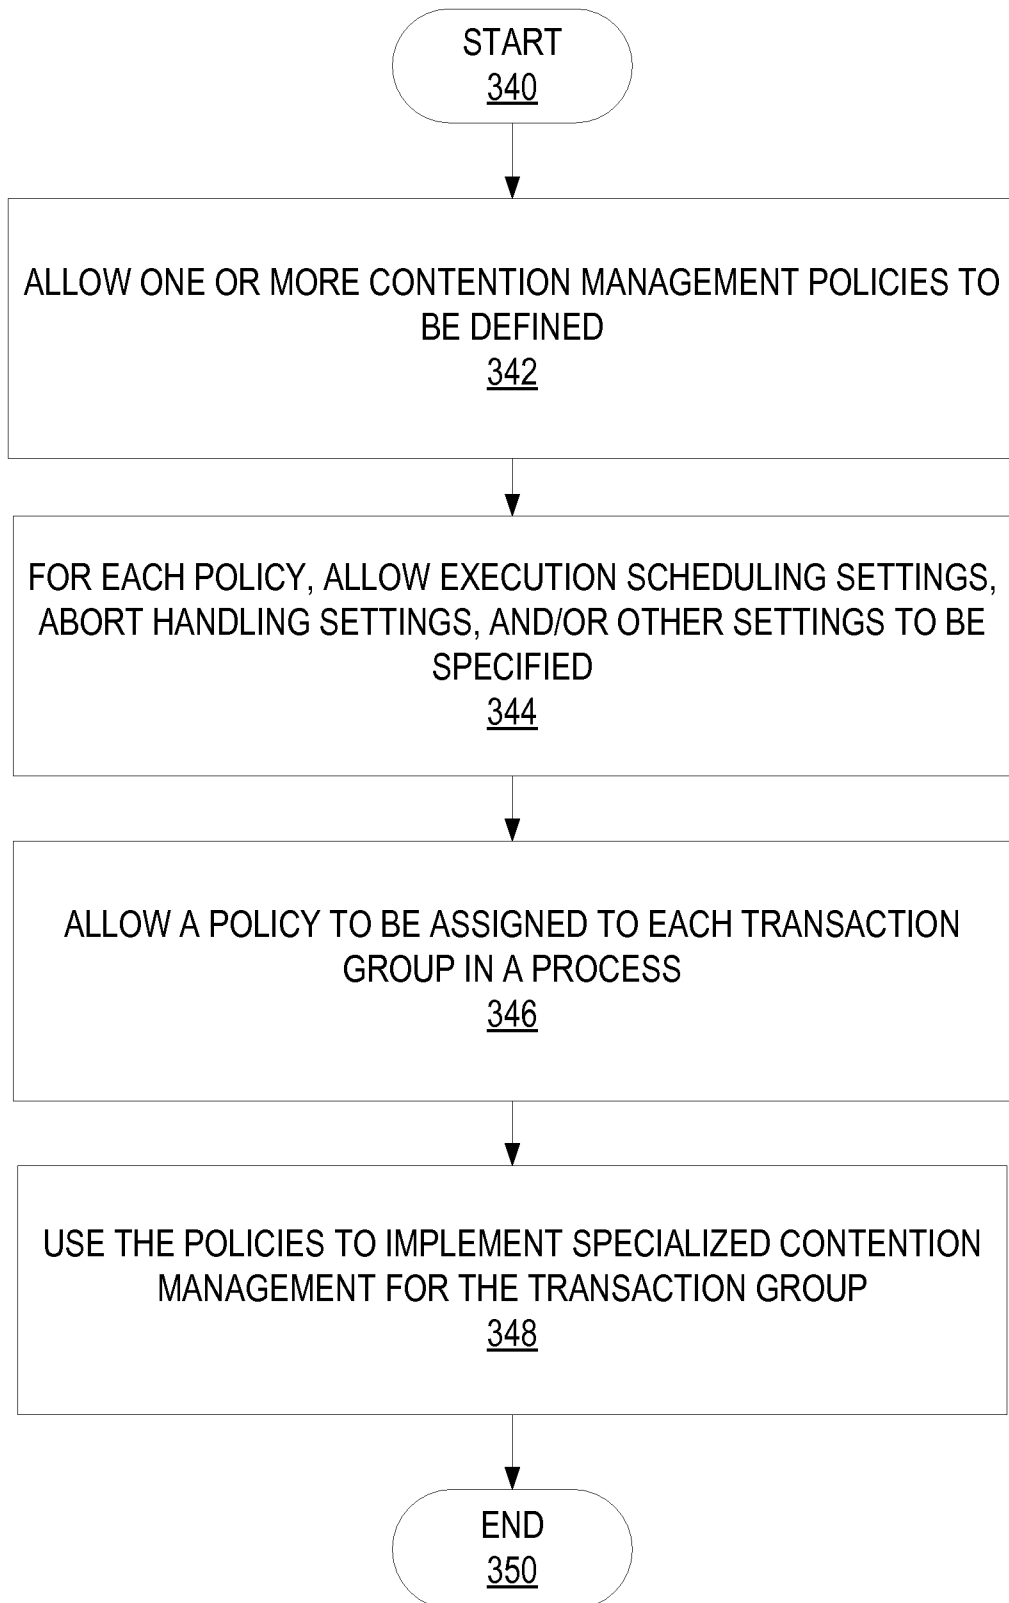 START
340
ALLOW ONE OR MORE CONTENTION MANAGEMENT POLICIES TO
BE DEFINED
342
FOR EACH POLICY, ALLOW EXECUTION SCHEDULING SETTINGS,
ABORT HANDLING SETTINGS, AND/OR OTHER SETTINGS TO BE
SPECIFIED
344
ALLOW A POLICY TO BE ASSIGNED TO EACH TRANSACTION
GROUP IN A PROCESS
346
USE THE POLICIES TO IMPLEMENT SPECIALIZED CONTENTION
MANAGEMENT FOR THE TRANSACTION GROUP
348
END
350